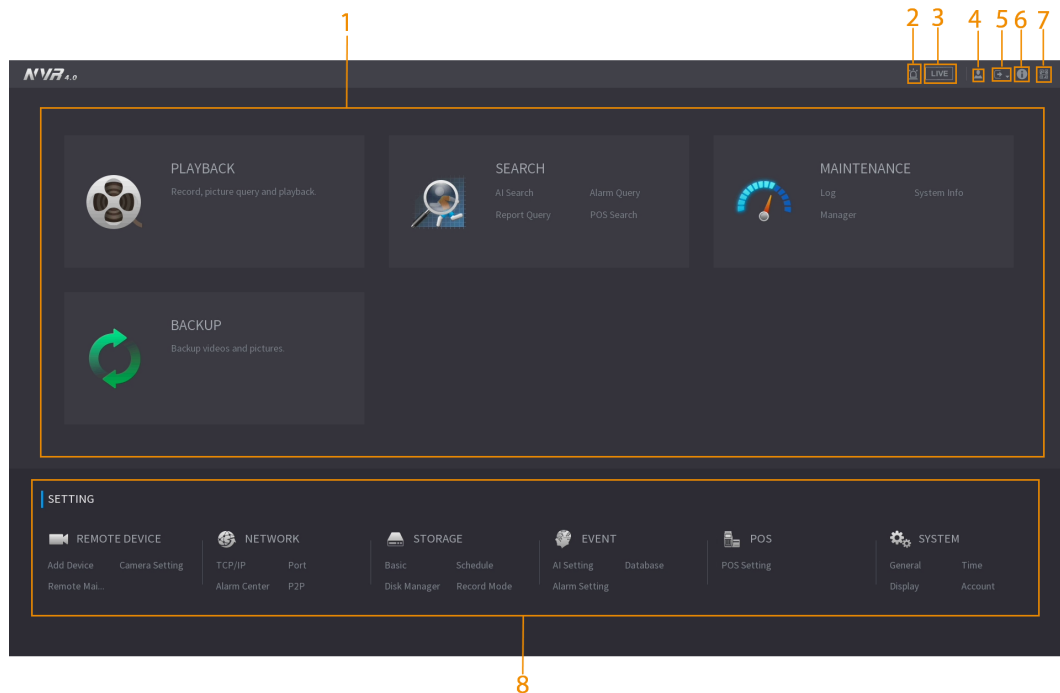 1
2 3 4 5 6 7
NVR 4.0
LIVE
PLAYBACK
Record, picture query and playback.
SEARCH
AI Search Alarm Query
Report Query POS Search
MAINTENANCE
Log System Info
Manager
BACKUP
Backup videos and pictures.
SETTING
REMOTE DEVICE
Add Device Camera Setting
Remote Mai...
NETWORK
TCP/IP Port
Alarm Center P2P
STORAGE
Basic Schedule
Disk Manager Record Mode
EVENT
AI Setting Database
Alarm Setting
POS
POS Setting
SYSTEM
General Time
Display Account
8